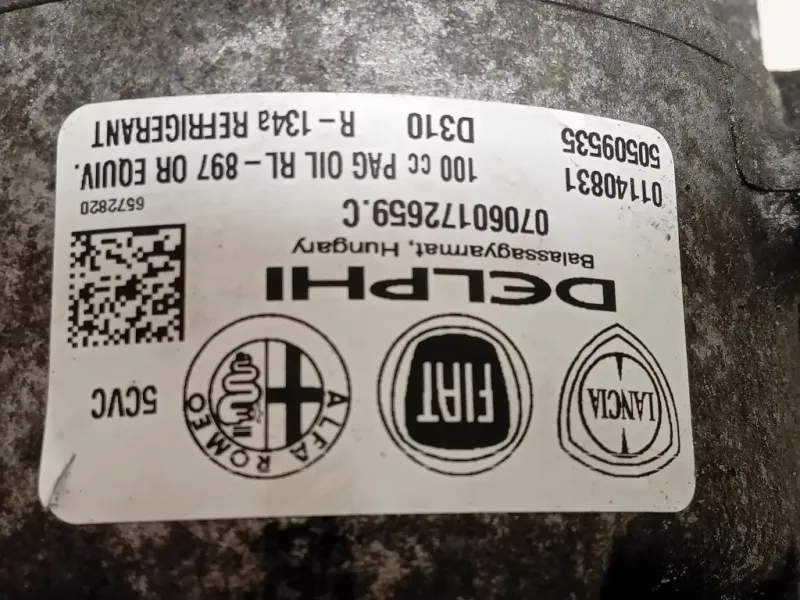 LANCIA FIAT ALFA ROMEO 5CVC
DELPHI
Balassagyarmat, Hungary
07060172659.C 6572820
01140831 100 cc PAG OIL RL-897 OR EQUIV.
50509535 D310 R-134a REFRIGERANT